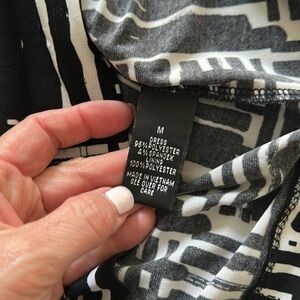 M
DRESS
96% POLYESTER
4% SPANDEX
LINING
100% POLYESTER
MADE IN VIETNAM
SEE OVER FOR
CARE